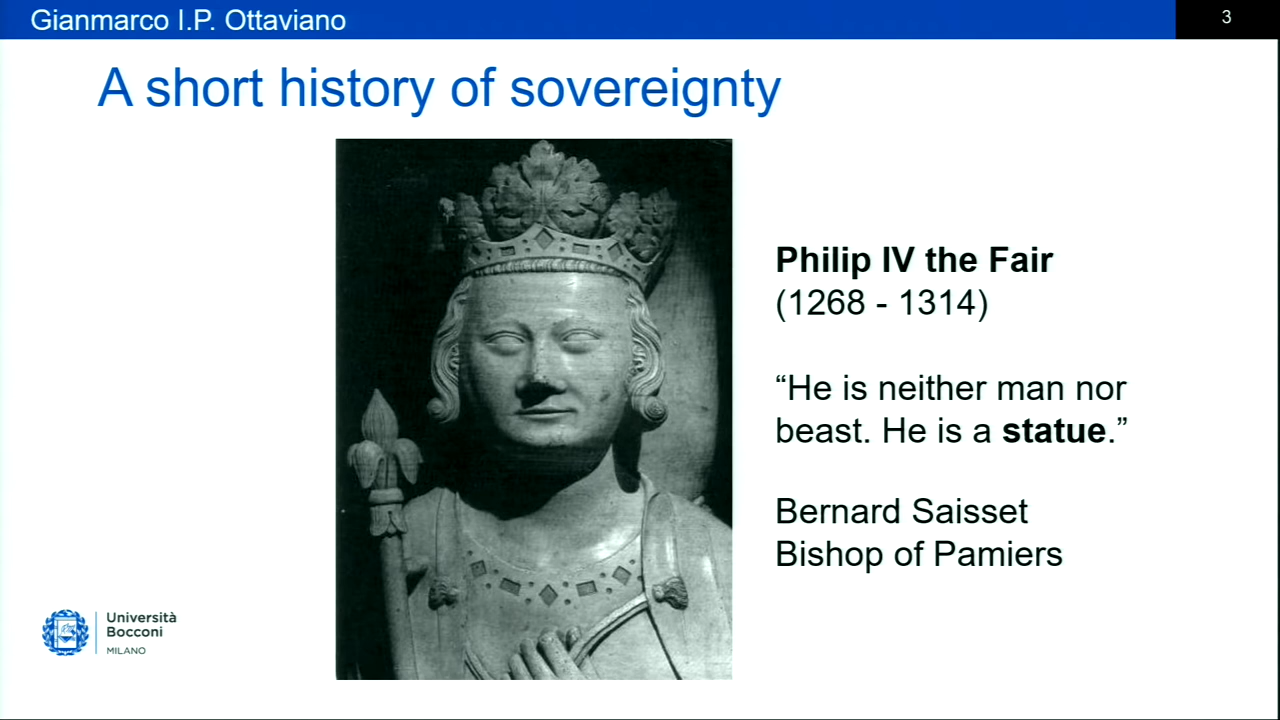 Gianmarco I.P. Ottaviano
3
A short history of sovereignty
Philip IV the Fair
(1268 - 1314)
“He is neither man nor
beast. He is a statue.”
Bernard Saisset
Bishop of Pamiers
Università
Bocconi
MILANO